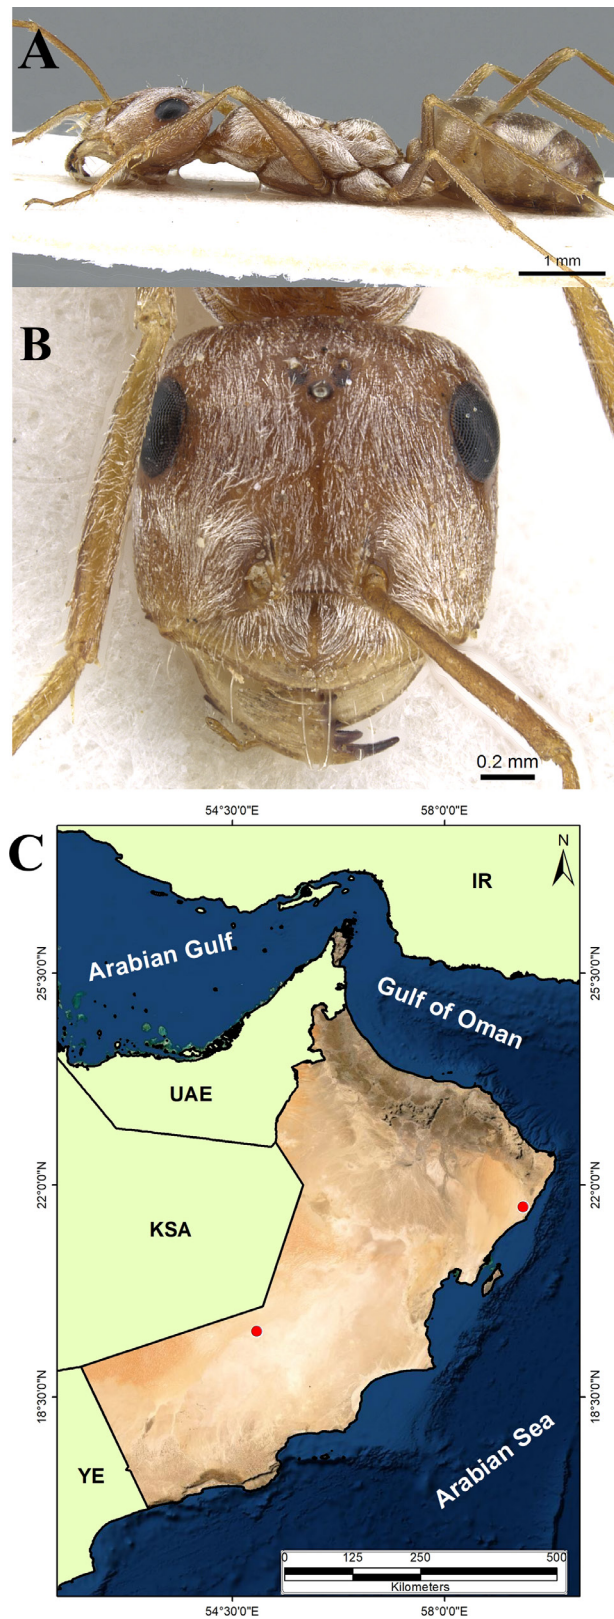 A
1 mm
B
0.2 mm
C
54°30'0"E
58°0'0"E
N
IR
Arabian Gulf
25°30'0"N
25°30'0"N
Gulf of Oman
UAE
22°0'0"N
22°0'0"N
KSA
18°30'0"N
18°30'0"N
YE
Arabian Sea
0
125
250
500
Kilometers
54°30'0"E
58°0'0"E